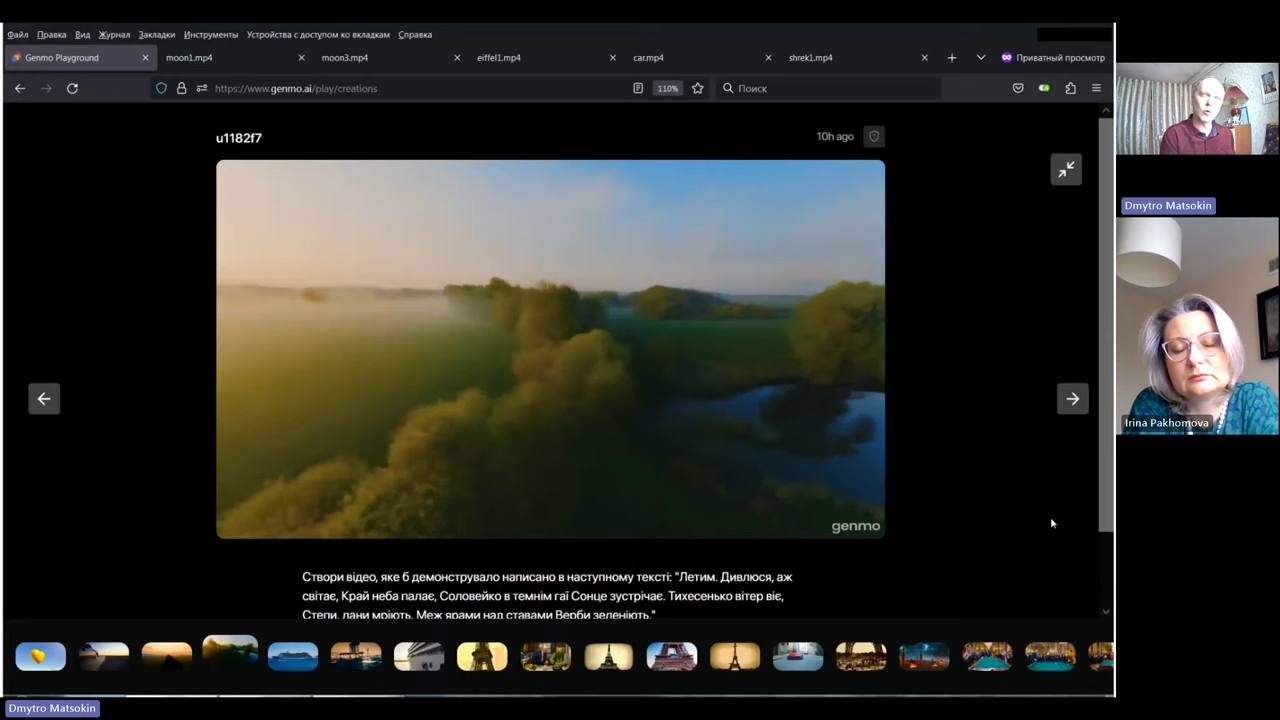 Файл Правка Вид Журнал Закладки Инструменты Устройства с доступом ко вкладкам Справка
Genmo Playground moon1.mp4 moon3.mp4 eiffel1.mp4 car.mp4 shrek1.mp4 Приватный просмотр
https://www.genmo.ai/play/creations 110% Поиск
u1182f7 10h ago
genmo
Створи відео, яке б демонструвало написано в наступному тексті: "Летим. Дивлюся, аж
світає, Край неба палає, Соловейко в темнім гаї Сонце зустрічає. Тихесенько вітер віє,
Степи, лани мріють, Меж ярами над ставами Верби зеленіють."
Dmytro Matsokin
Irina Pakhomova
Dmytro Matsokin